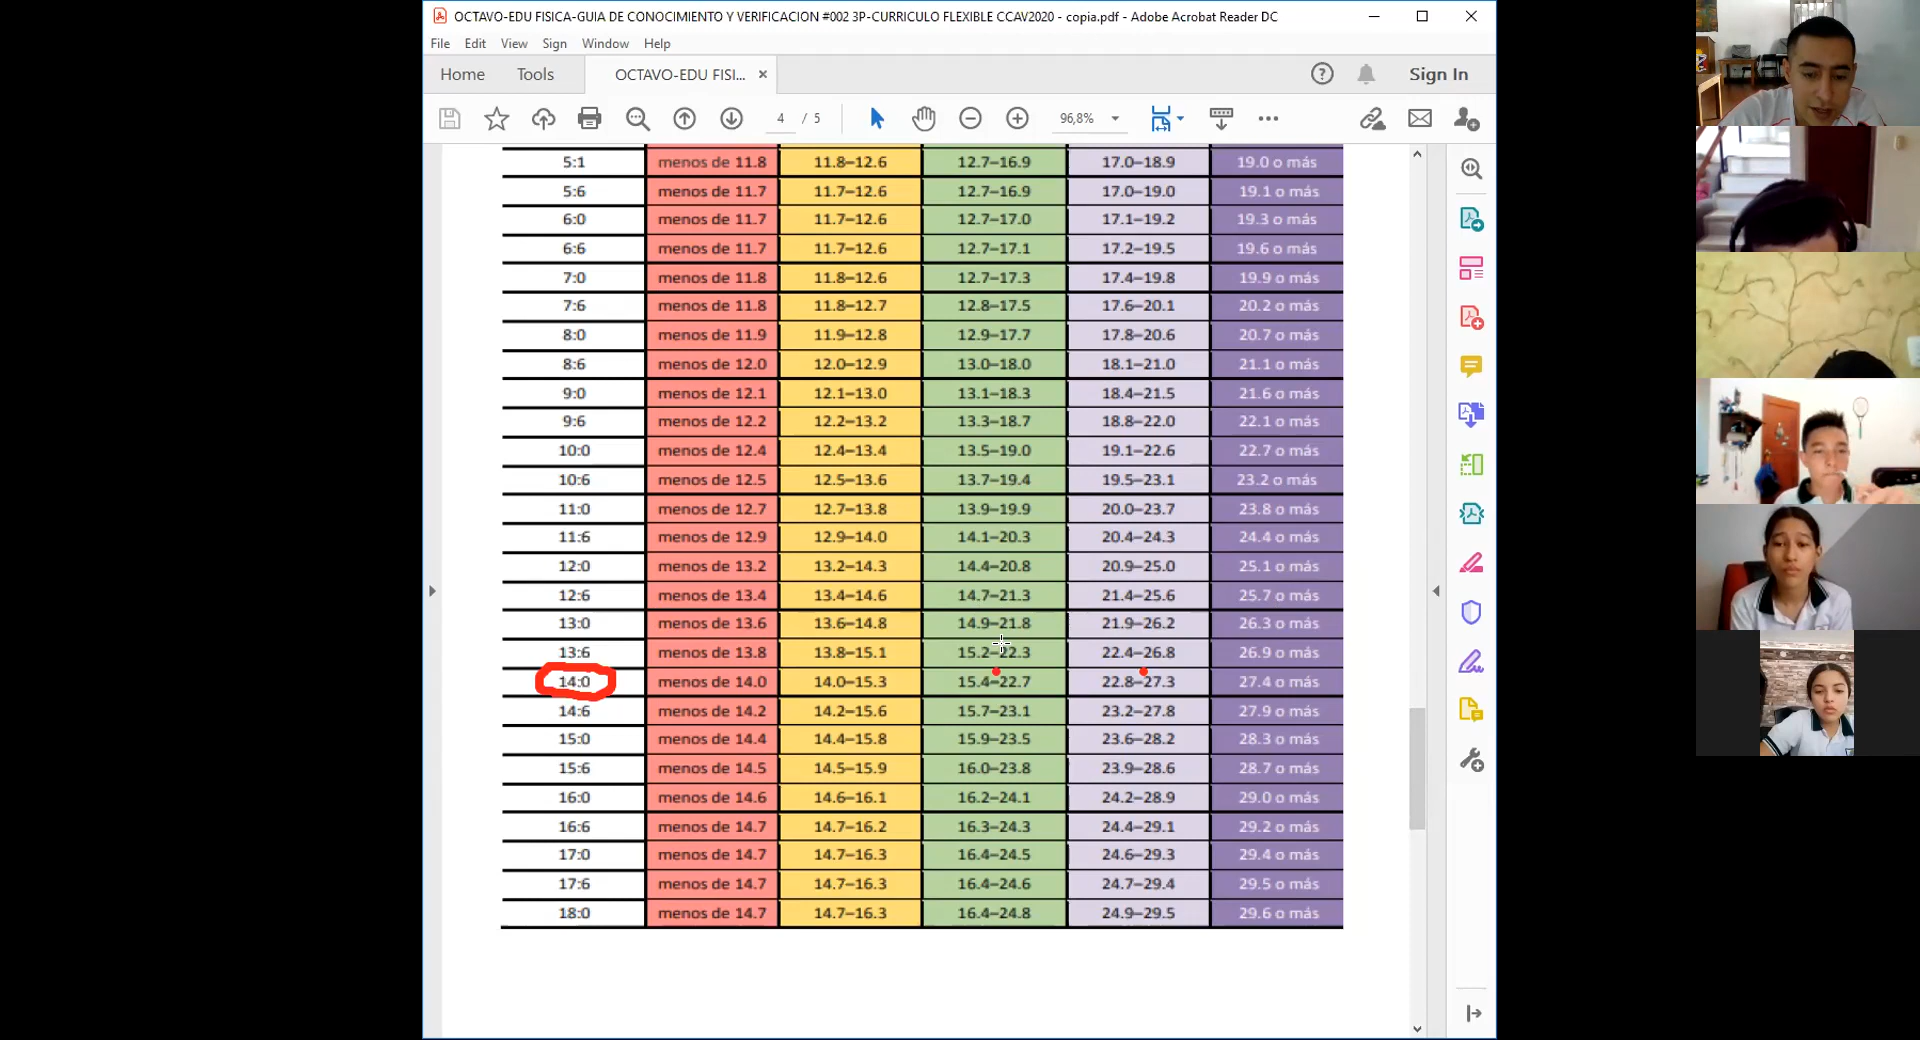 OCTAVO-EDU FISICA-GUIA DE CONOCIMIENTO Y VERIFICACION #002 3P-CURRICULO FLEXIBLE CCAV2020 - copia.pdf - Adobe Acrobat Reader DC
File Edit View Sign Window Help
Home Tools OCTAVO-EDU FISI... Sign In
4 / 5 96,8%
5:1 menos de 11.8 11.8–12.6 12.7–16.9 17.0–18.9 19.0 o más
5:6 menos de 11.7 11.7–12.6 12.7–16.9 17.0–19.0 19.1 o más
6:0 menos de 11.7 11.7–12.6 12.7–17.0 17.1–19.2 19.3 o más
6:6 menos de 11.7 11.7–12.6 12.7–17.1 17.2–19.5 19.6 o más
7:0 menos de 11.8 11.8–12.6 12.7–17.3 17.4–19.8 19.9 o más
7:6 menos de 11.8 11.8–12.7 12.8–17.5 17.6–20.1 20.2 o más
8:0 menos de 11.9 11.9–12.8 12.9–17.7 17.8–20.6 20.7 o más
8:6 menos de 12.0 12.0–12.9 13.0–18.0 18.1–21.0 21.1 o más
9:0 menos de 12.1 12.1–13.0 13.1–18.3 18.4–21.5 21.6 o más
9:6 menos de 12.2 12.2–13.2 13.3–18.7 18.8–22.0 22.1 o más
10:0 menos de 12.4 12.4–13.4 13.5–19.0 19.1–22.6 22.7 o más
10:6 menos de 12.5 12.5–13.6 13.7–19.4 19.5–23.1 23.2 o más
11:0 menos de 12.7 12.7–13.8 13.9–19.9 20.0–23.7 23.8 o más
11:6 menos de 12.9 12.9–14.0 14.1–20.3 20.4–24.3 24.4 o más
12:0 menos de 13.2 13.2–14.3 14.4–20.8 20.9–25.0 25.1 o más
12:6 menos de 13.4 13.4–14.6 14.7–21.3 21.4–25.6 25.7 o más
13:0 menos de 13.6 13.6–14.8 14.9–21.8 21.9–26.2 26.3 o más
13:6 menos de 13.8 13.8–15.1 15.2–22.3 22.4–26.8 26.9 o más
14:0 menos de 14.0 14.0–15.3 15.4–22.7 22.8–27.3 27.4 o más
14:6 menos de 14.2 14.2–15.6 15.7–23.1 23.2–27.8 27.9 o más
15:0 menos de 14.4 14.4–15.8 15.9–23.5 23.6–28.2 28.3 o más
15:6 menos de 14.5 14.5–15.9 16.0–23.8 23.9–28.6 28.7 o más
16:0 menos de 14.6 14.6–16.1 16.2–24.1 24.2–28.9 29.0 o más
16:6 menos de 14.7 14.7–16.2 16.3–24.3 24.4–29.1 29.2 o más
17:0 menos de 14.7 14.7–16.3 16.4–24.5 24.6–29.3 29.4 o más
17:6 menos de 14.7 14.7–16.3 16.4–24.6 24.7–29.4 29.5 o más
18:0 menos de 14.7 14.7–16.3 16.4–24.8 24.9–29.5 29.6 o más